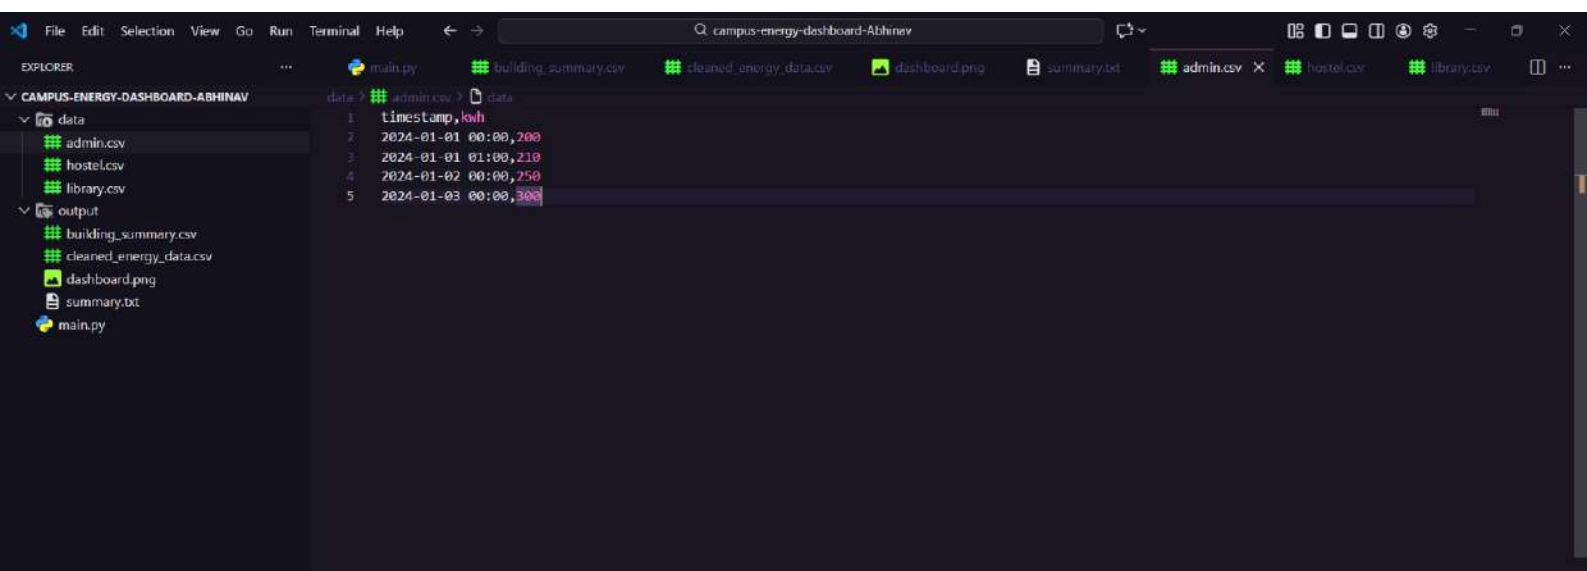 File Edit Selection View Go Run Terminal Help
campus-energy-dashboard-Abhinav
EXPLORER
main.py
building_summary.csv
cleaned_energy_data.csv
dashboard.png
summary.txt
admin.csv
hostel.csv
library.csv
CAMPUS-ENERGY-DASHBOARD-ABHINAV
data
admin.csv
hostel.csv
library.csv
output
building_summary.csv
cleaned_energy_data.csv
dashboard.png
summary.txt
main.py
data > admin.csv > data
1 timestamp,kwh
2 2024-01-01 00:00,200
3 2024-01-01 01:00,210
4 2024-01-02 00:00,250
5 2024-01-03 00:00,300